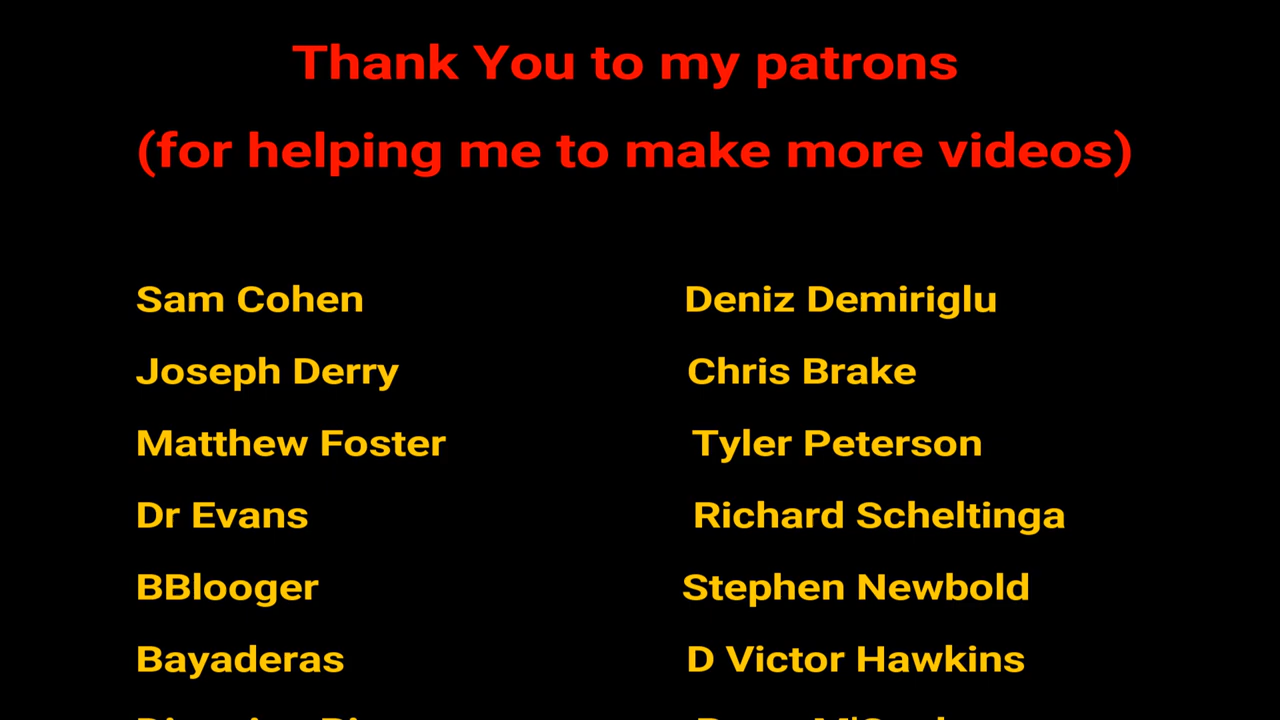 Thank You to my patrons
(for helping me to make more videos)
Sam Cohen Deniz Demiriglu
Joseph Derry Chris Brake
Matthew Foster Tyler Peterson
Dr Evans Richard Scheltinga
BBlooger Stephen Newbold
Bayaderas D Victor Hawkins